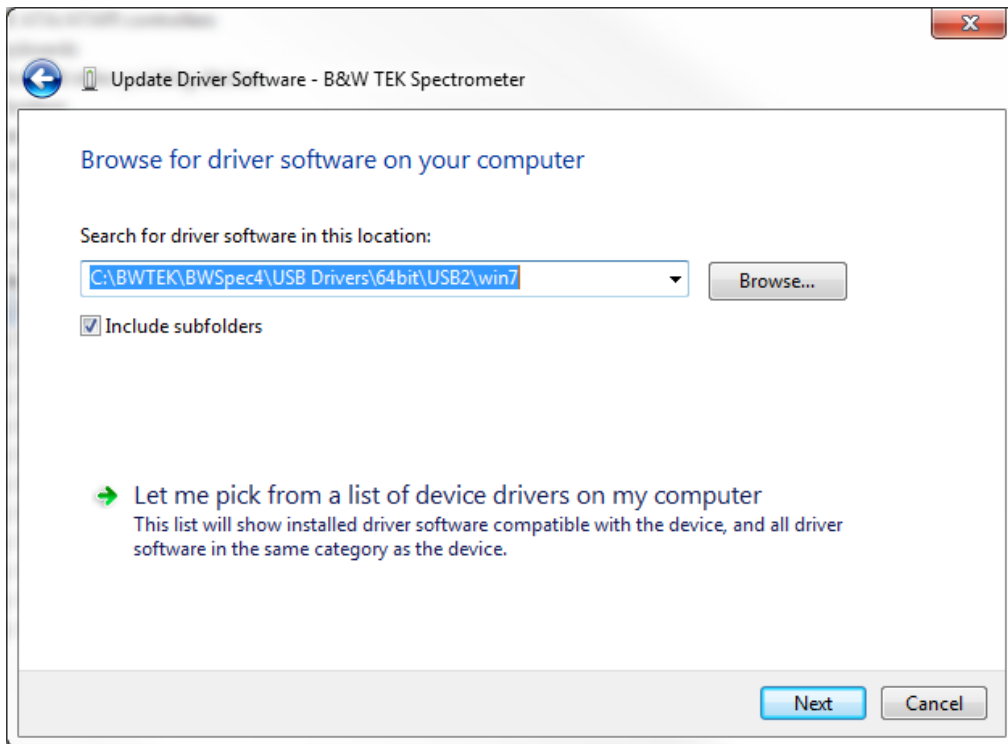 Update Driver Software - B&W TEK Spectrometer
Browse for driver software on your computer
Search for driver software in this location:
C:\BWTEK\BWSpec4\USB Drivers\64bit\USB2\win7
Browse...
Include subfolders
Let me pick from a list of device drivers on my computer
This list will show installed driver software compatible with the device, and all driver
software in the same category as the device.
Next
Cancel